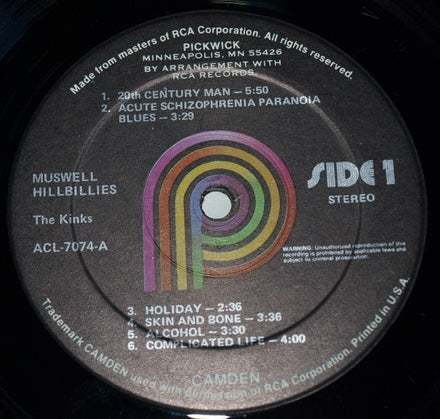 Made from masters of RCA Corporation. All rights reserved.
PICKWICK
MINNEAPOLIS, MN 55426
BY ARRANGEMENT WITH
RCA RECORDS
1. 20th CENTURY MAN – 5:50
2. ACUTE SCHIZOPHRENIA PARANOIA
BLUES – 3:29
MUSWELL
HILLBILLIES
The Kinks
ACL-7074-A
SIDE 1
STEREO
WARNING: Unauthorized reproduction of this
recording is prohibited by applicable laws and
subject to criminal prosecution.
3. HOLIDAY – 2:36
4. SKIN AND BONE – 3:36
5. ALCOHOL – 3:30
6. COMPLICATED LIFE – 4:00
CAMDEN
Trademark CAMDEN used with permission of RCA Corporation. Printed in U.S.A.